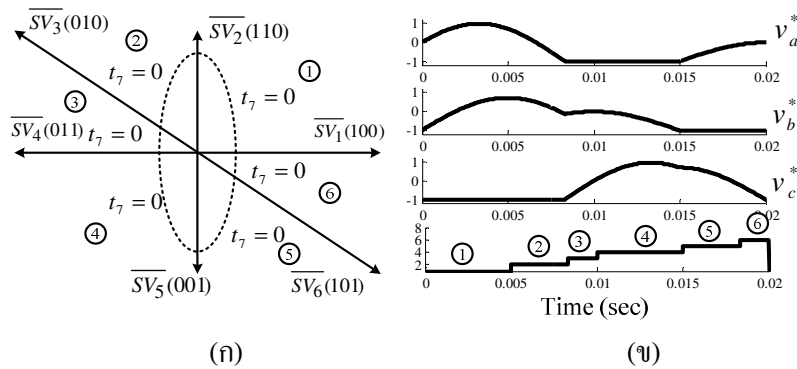 SV3(010)
②
SV2(110)
①
t7 = 0
t7 = 0
③
SV4(011)
t7 = 0
SV1(100)
t7 = 0
⑥
t7 = 0
④
t7 = 0
⑤
SV5(001)
SV6(101)
(ก)
1
0
-1
va*
0 0.005 0.01 0.015 0.02
1
0
-1
vb*
0 0.005 0.01 0.015 0.02
1
0
-1
vc*
0 0.005 0.01 0.015 0.02
8
6
4
2
① ② ③ ④ ⑤ ⑥
0 0.005 0.01 0.015 0.02
Time (sec)
(ข)